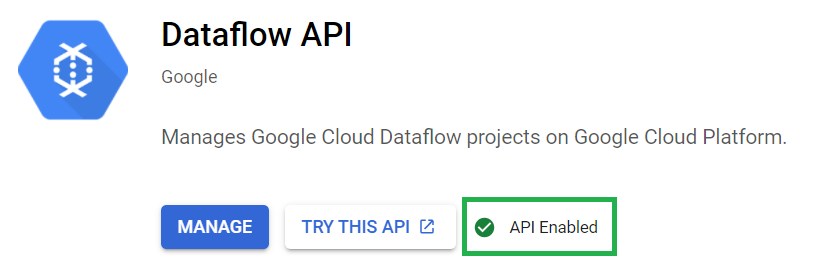 Dataflow API
Google
Manages Google Cloud Dataflow projects on Google Cloud Platform.
MANAGE TRY THIS API API Enabled